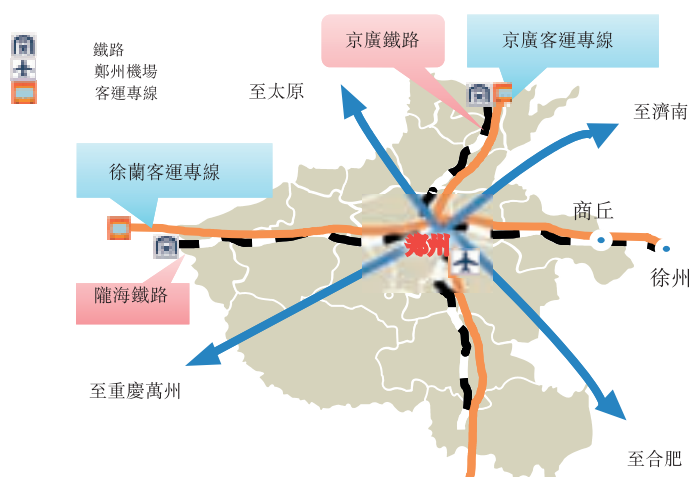 鐵路
鄭州機場
客運專線
京廣鐵路
京廣客運專線
至太原
至濟南
徐蘭客運專線
商丘
鄭州
徐州
隴海鐵路
至重慶萬州
至合肥